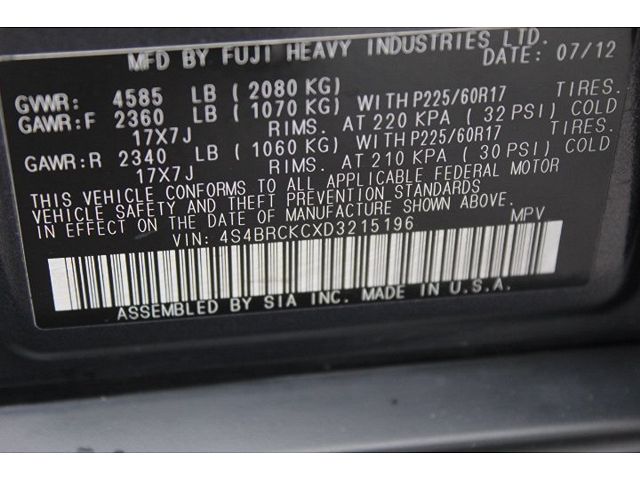 MFD BY FUJI HEAVY INDUSTRIES LTD.
DATE: 07/12
GVWR: 4585 LB ( 2080 KG)
GAWR:F 2360 LB ( 1070 KG) WITH P225/60R17 TIRES.
17X7J RIMS. AT 220 KPA ( 32 PSI) COLD
GAWR:R 2340 LB ( 1060 KG) WITH P225/60R17 TIRES.
17X7J RIMS. AT 210 KPA ( 30 PSI) COLD
THIS VEHICLE CONFORMS TO ALL APPLICABLE FEDERAL MOTOR
VEHICLE SAFETY AND THEFT PREVENTION STANDARDS
IN EFFECT ON THE DATE OF MANUFACTURE SHOWN ABOVE.
VIN: 4S4BRCKCXD3215196 MPV
ASSEMBLED BY SIA INC. MADE IN U.S.A.